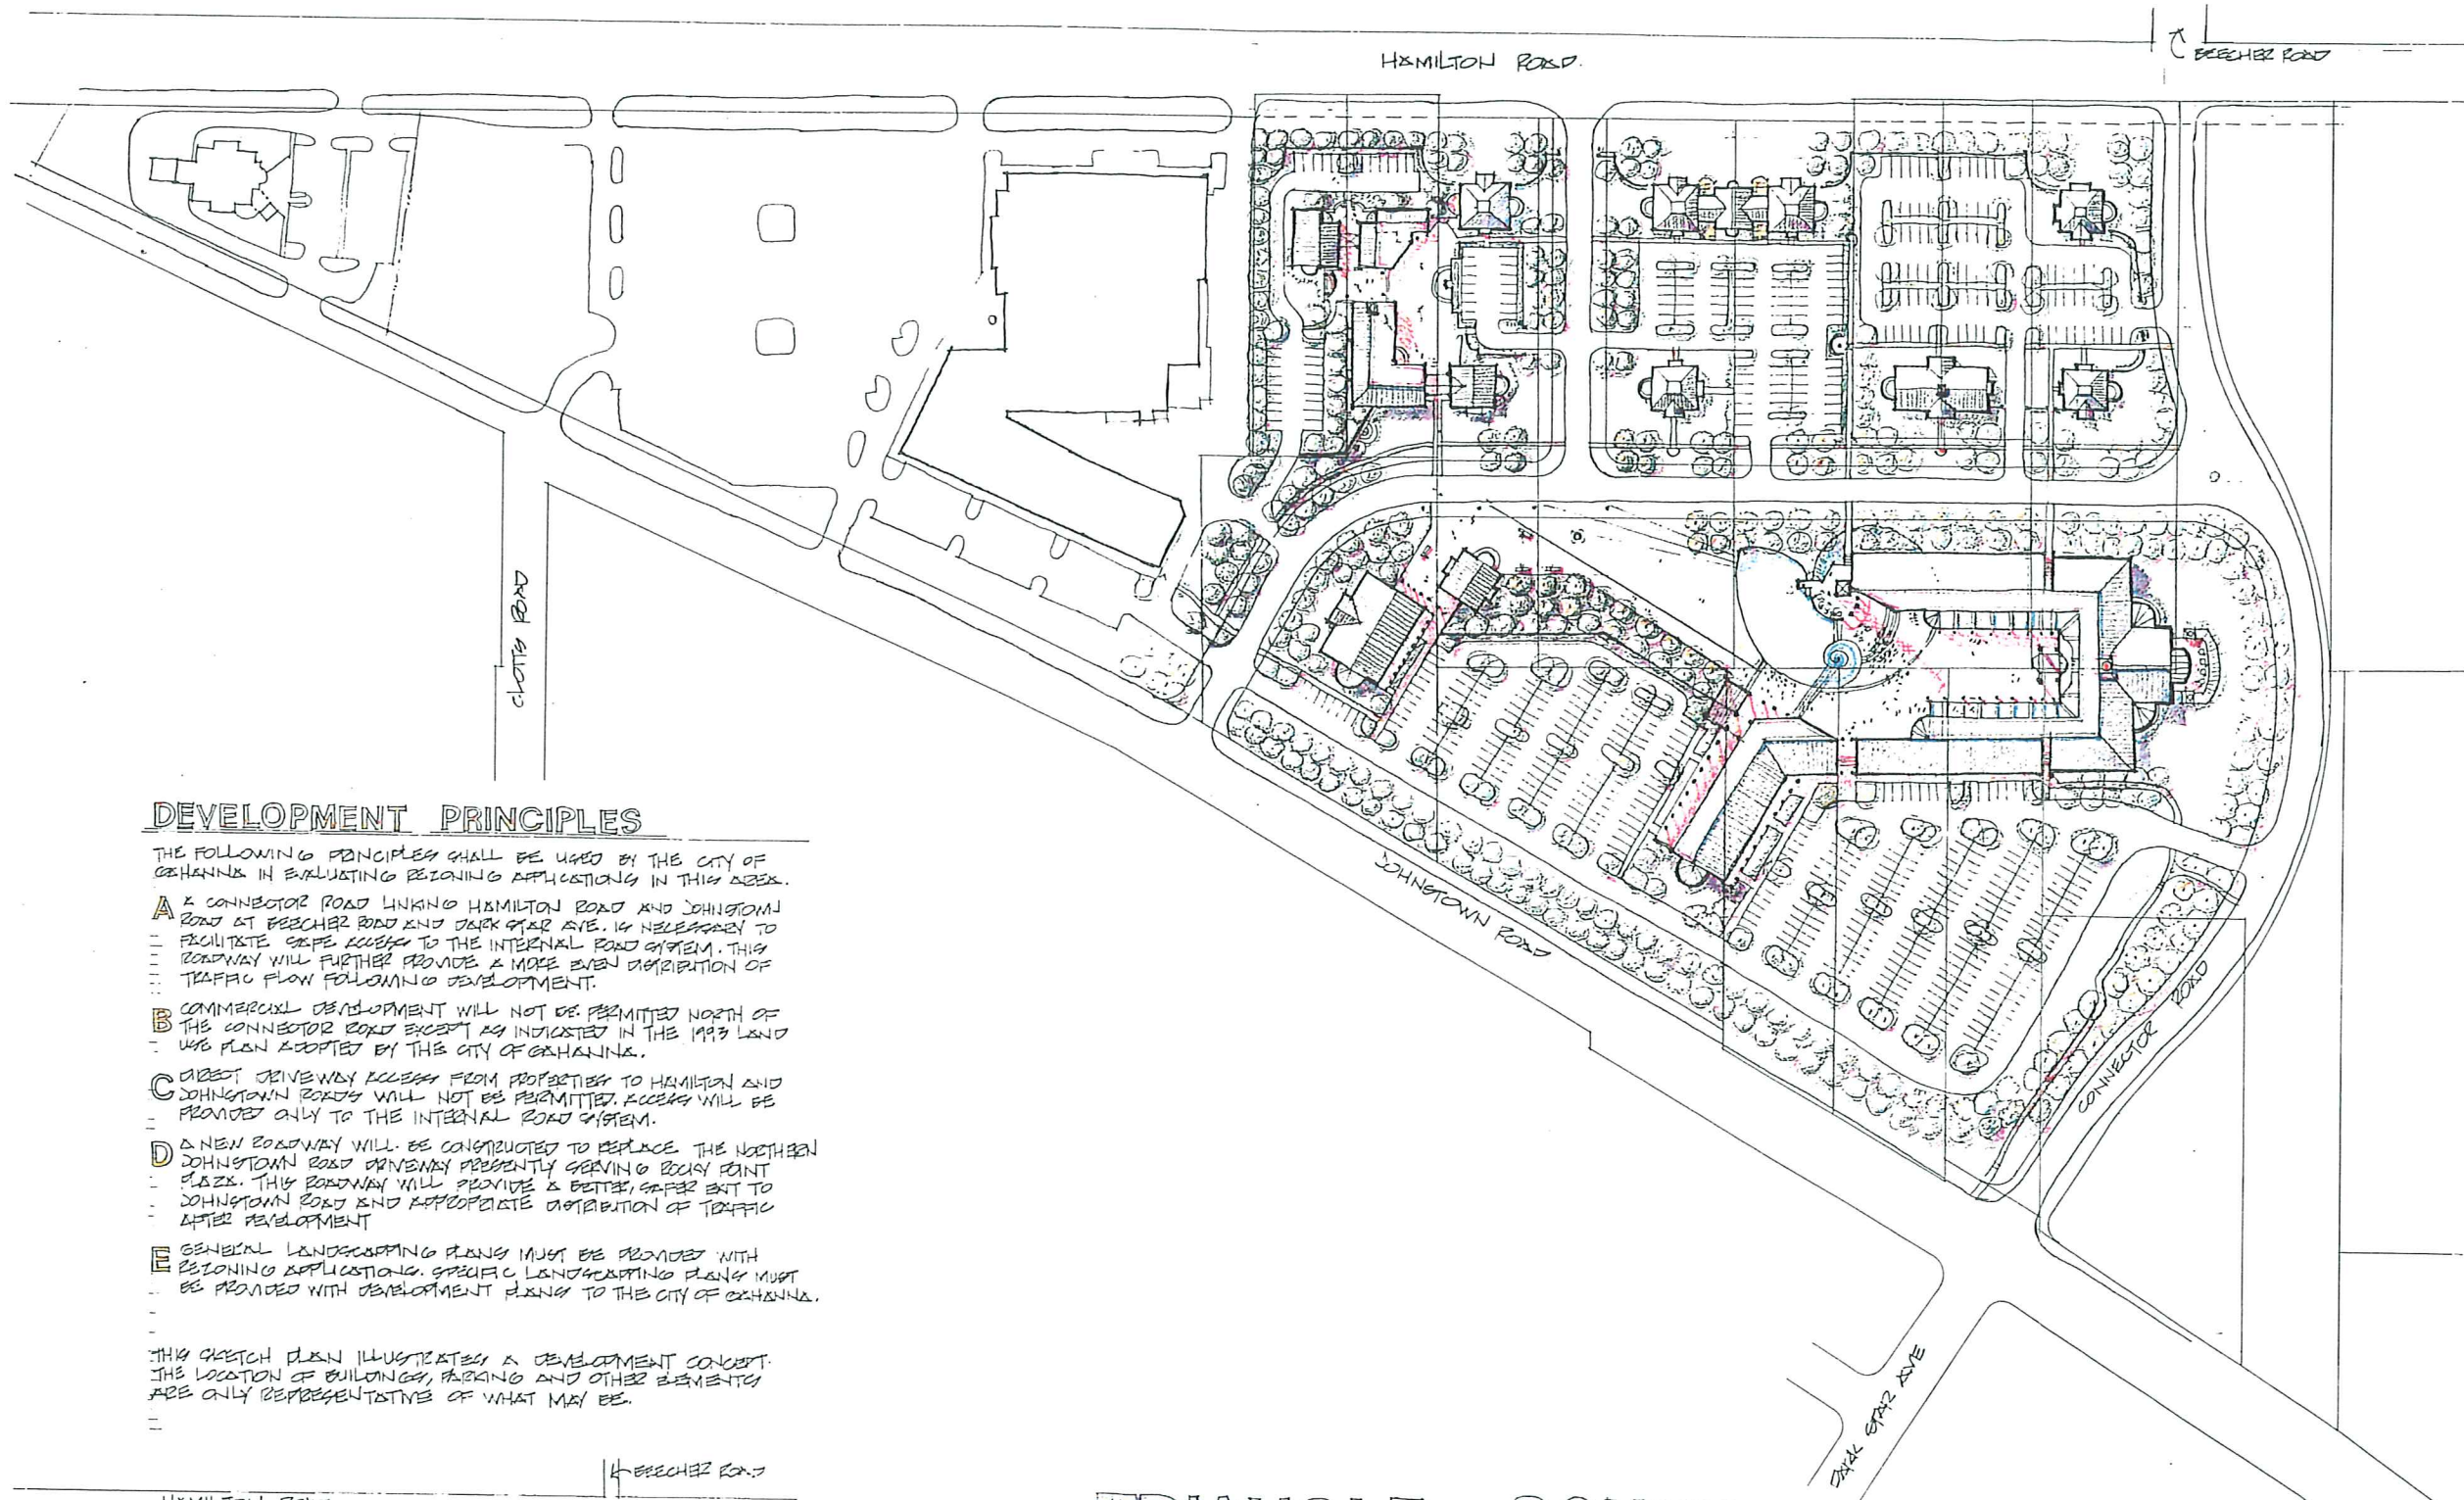 HAMILTON ROAD.
BEECHER ROAD
CLOTTS ROAD
JOHNSTOWN ROAD
CONNECTOR ROAD
DARK STAR AVE
DEVELOPMENT PRINCIPLES
THE FOLLOWING PRINCIPLES SHALL BE USED BY THE CITY OF
GAHANNA IN EVALUATING REZONING APPLICATIONS IN THIS AREA.
A A CONNECTOR ROAD LINKING HAMILTON ROAD AND JOHNSTOWN
ROAD AT BEECHER ROAD AND DARK STAR AVE. IS NECESSARY TO
FACILITATE SAFE ACCESS TO THE INTERNAL ROAD SYSTEM. THIS
ROADWAY WILL FURTHER PROVIDE A MORE EVEN DISTRIBUTION OF
TRAFFIC FLOW FOLLOWING DEVELOPMENT.
B COMMERCIAL DEVELOPMENT WILL NOT BE PERMITTED NORTH OF
THE CONNECTOR ROAD EXCEPT AS INDICATED IN THE 1993 LAND
USE PLAN ADOPTED BY THE CITY OF GAHANNA.
C DIRECT DRIVEWAY ACCESS FROM PROPERTIES TO HAMILTON AND
JOHNSTOWN ROADS WILL NOT BE PERMITTED. ACCESS WILL BE
PROVIDED ONLY TO THE INTERNAL ROAD SYSTEM.
D A NEW ROADWAY WILL BE CONSTRUCTED TO REPLACE THE NORTHERN
JOHNSTOWN ROAD DRIVEWAY PRESENTLY SERVING ROCKY POINT
PLAZA. THIS ROADWAY WILL PROVIDE A BETTER, SAFER EXIT TO
JOHNSTOWN ROAD AND APPROPRIATE DISTRIBUTION OF TRAFFIC
AFTER DEVELOPMENT
E GENERAL LANDSCAPPING PLANS MUST BE PROVIDED WITH
REZONING APPLICATIONS. SPECIFIC LANDSCAPPING PLANS MUST
BE PROVIDED WITH DEVELOPMENT PLANS TO THE CITY OF GAHANNA.
THIS SKETCH PLAN ILLUSTRATES A DEVELOPMENT CONCEPT.
THE LOCATION OF BUILDINGS, PARKING AND OTHER ELEMENTS
ARE ONLY REPRESENTATIVE OF WHAT MAY BE.
BEECHER ROAD